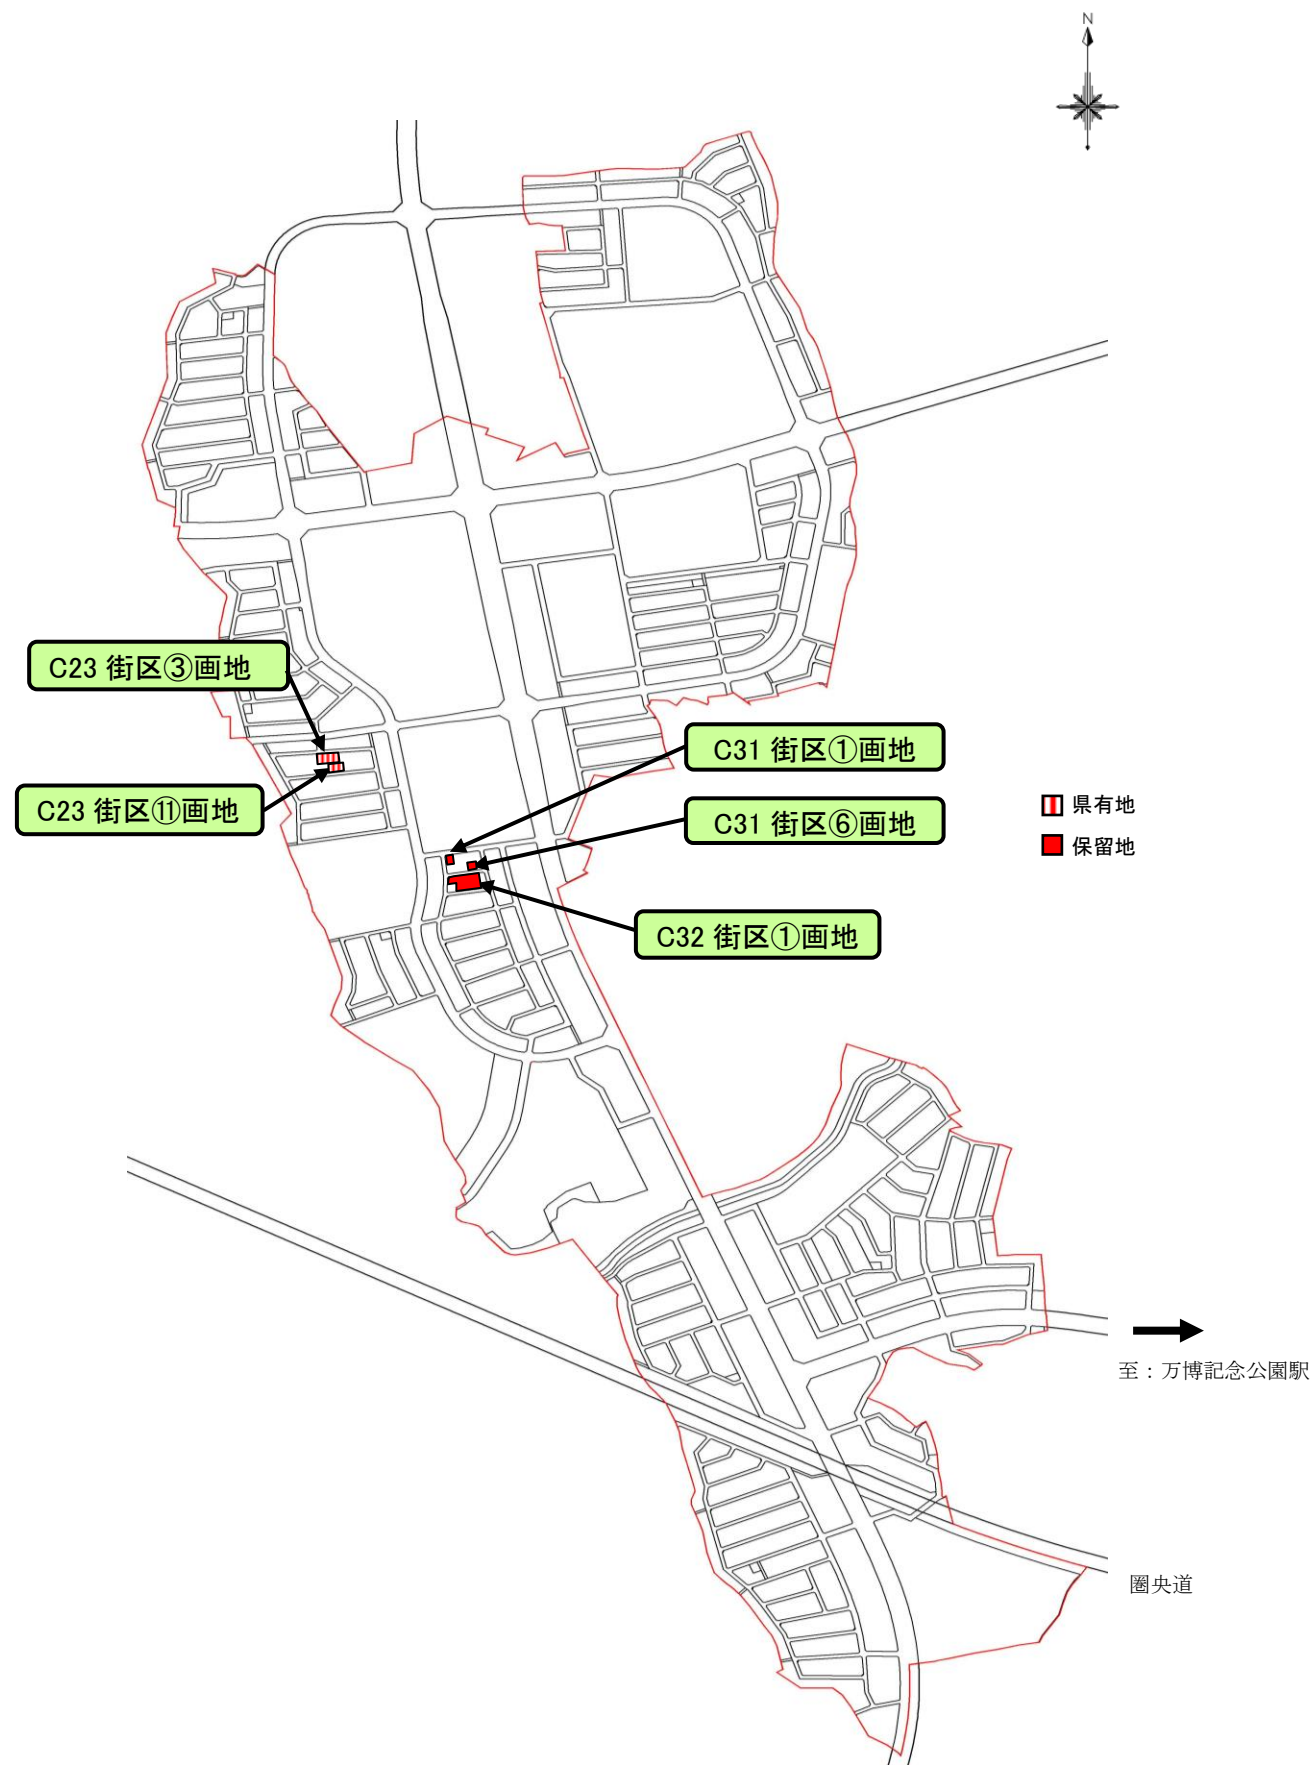 N
C23 街区③画地
C31 街区①画地
C23 街区⑪画地
C31 街区⑥画地
県有地
保留地
C32 街区①画地
至：万博記念公園駅
圏央道